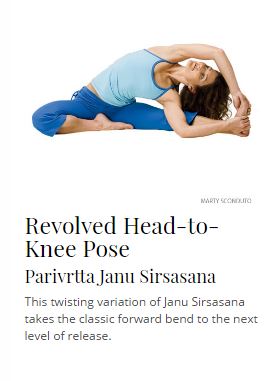 MARTY SCONDUTO
Revolved Head-to-
Knee Pose
Parivrtta Janu Sirsasana
This twisting variation of Janu Sirsasana
takes the classic forward bend to the next
level of release.